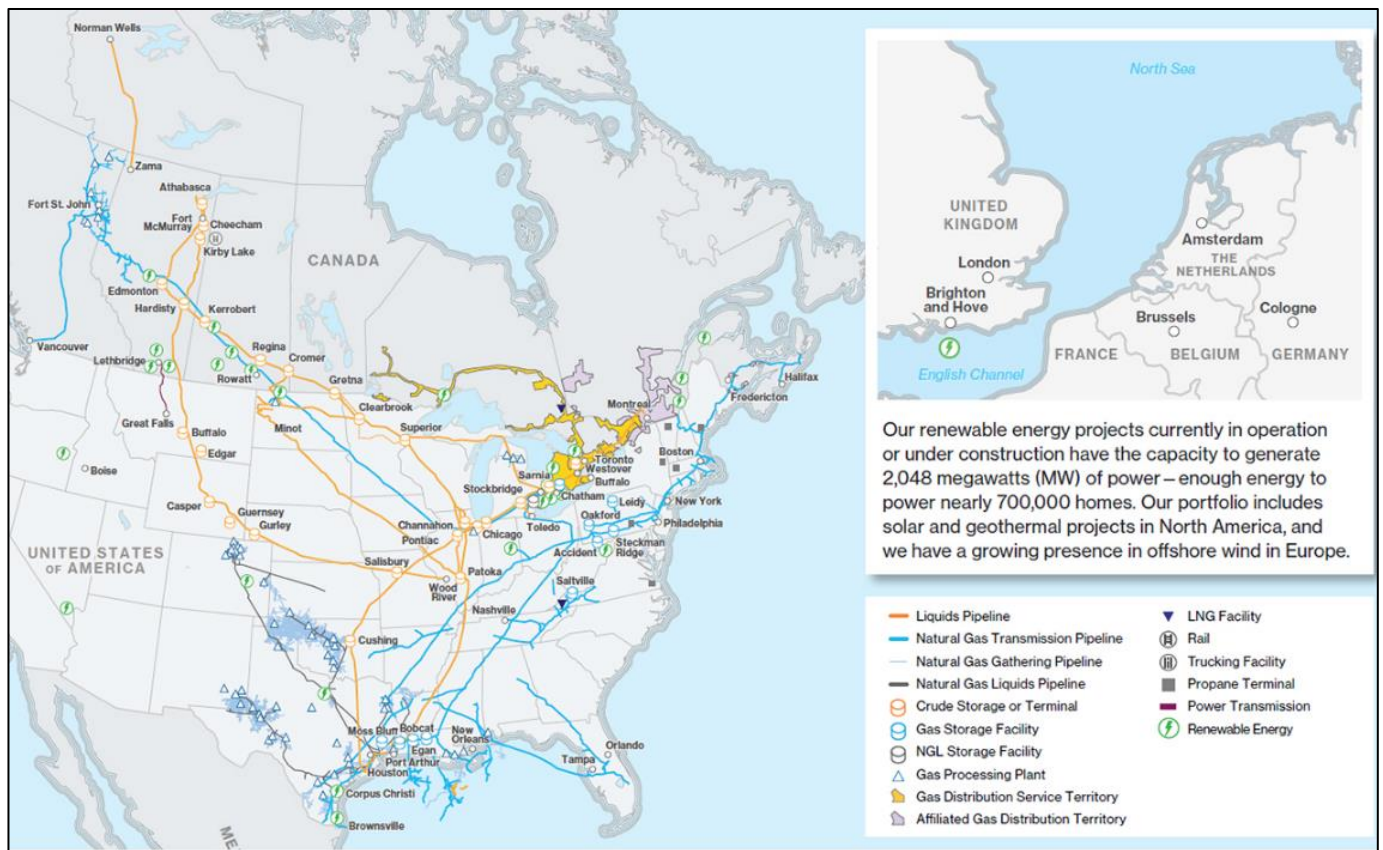 Norman Wells
Zama
Athabasca
Fort St. John
Fort
McMurray
Cheecham
Kirby Lake
CANADA
Edmonton
Hardisty
Kerrobert
Vancouver
Regina
Cromer
Lethbridge
Rowatt
Gretna
Halifax
Fredericton
Montreal
Clearbrook
Great Falls
Minot
Superior
Buffalo
Edgar
Boise
Boston
Toronto
Westover
Sarnia
Buffalo
Stockbridge
Chatham
Leidy
New York
Casper
Guernsey
Gurley
Channahon
Pontiac
Chicago
Toledo
Oakford
Philadelphia
Accident
Steckman
Ridge
UNITED STATES
OF AMERICA
Salisbury
Patoka
Wood
River
Saltville
Nashville
Cushing
Moss Bluff
Bobcat
New
Orleans
Egan
Port Arthur
Houston
Orlando
Tampa
Corpus Christi
Brownsville
ME
North Sea
UNITED
KINGDOM
Amsterdam
THE
NETHERLANDS
London
Brighton
and Hove
Brussels
Cologne
FRANCE
BELGIUM
GERMANY
English Channel
Our renewable energy projects currently in operation
or under construction have the capacity to generate
2,048 megawatts (MW) of power – enough energy to
power nearly 700,000 homes. Our portfolio includes
solar and geothermal projects in North America, and
we have a growing presence in offshore wind in Europe.
Liquids Pipeline
Natural Gas Transmission Pipeline
Natural Gas Gathering Pipeline
Natural Gas Liquids Pipeline
Crude Storage or Terminal
Gas Storage Facility
NGL Storage Facility
Gas Processing Plant
Gas Distribution Service Territory
Affiliated Gas Distribution Territory
LNG Facility
Rail
Trucking Facility
Propane Terminal
Power Transmission
Renewable Energy